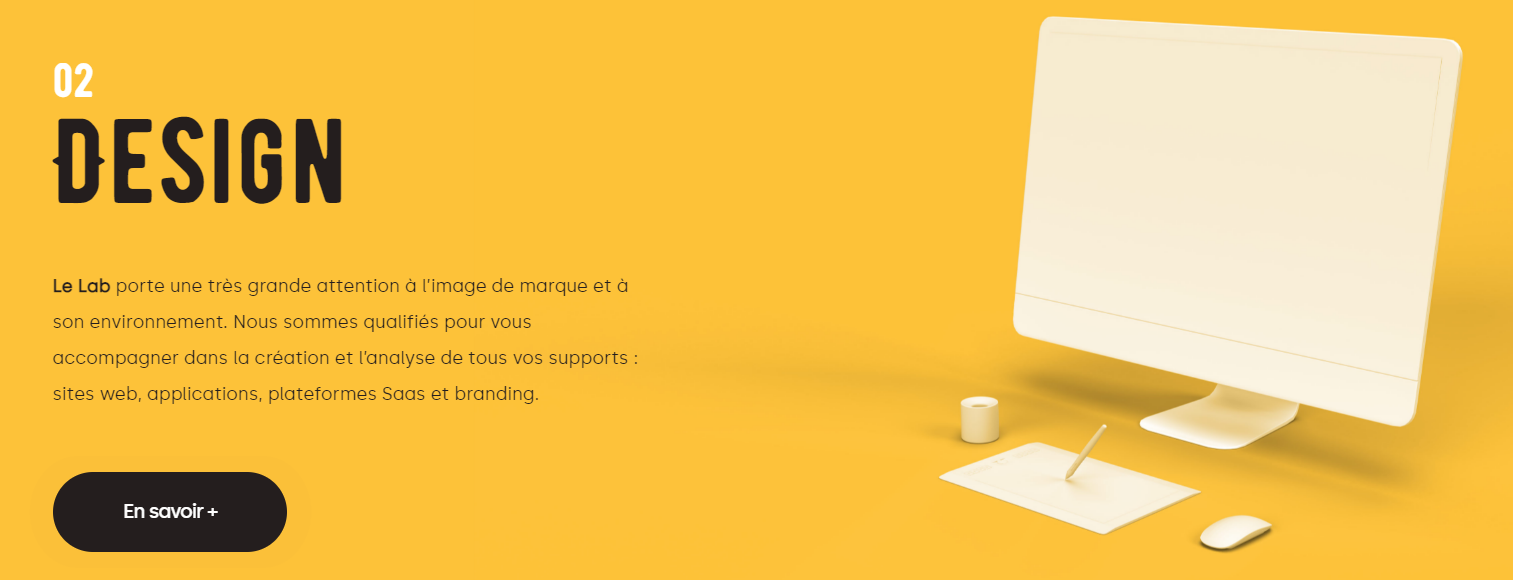 02
DESIGN
Le Lab porte une très grande attention à l'image de marque et à
son environnement. Nous sommes qualifiés pour vous
accompagner dans la création et l'analyse de tous vos supports :
sites web, applications, plateformes Saas et branding.
En savoir +